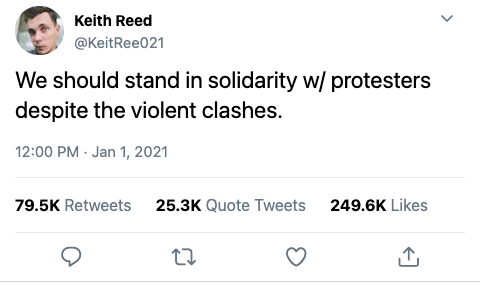 Keith Reed
@KeitRee021
We should stand in solidarity w/ protesters
despite the violent clashes.
12:00 PM · Jan 1, 2021
79.5K Retweets 25.3K Quote Tweets 249.6K Likes